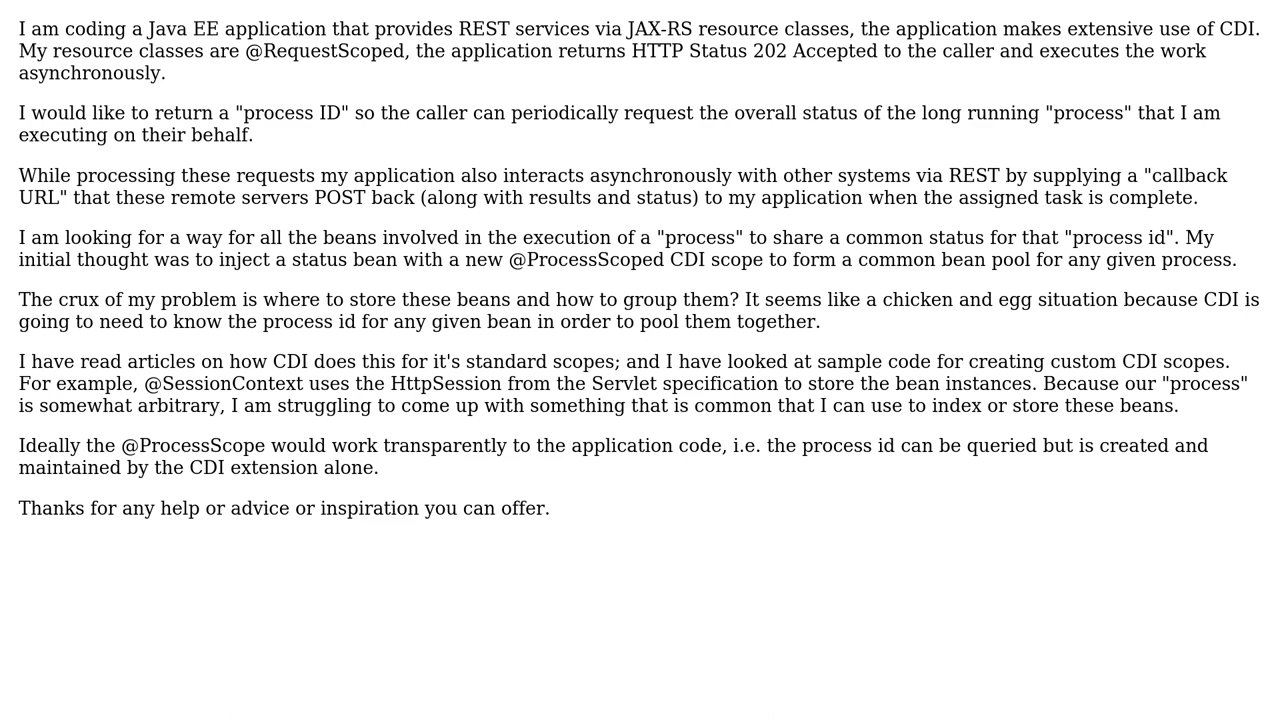 I am coding a Java EE application that provides REST services via JAX-RS resource classes, the application makes extensive use of CDI.
My resource classes are @RequestScoped, the application returns HTTP Status 202 Accepted to the caller and executes the work
asynchronously.
I would like to return a "process ID" so the caller can periodically request the overall status of the long running "process" that I am
executing on their behalf.
While processing these requests my application also interacts asynchronously with other systems via REST by supplying a "callback
URL" that these remote servers POST back (along with results and status) to my application when the assigned task is complete.
I am looking for a way for all the beans involved in the execution of a "process" to share a common status for that "process id". My
initial thought was to inject a status bean with a new @ProcessScoped CDI scope to form a common bean pool for any given process.
The crux of my problem is where to store these beans and how to group them? It seems like a chicken and egg situation because CDI is
going to need to know the process id for any given bean in order to pool them together.
I have read articles on how CDI does this for it's standard scopes; and I have looked at sample code for creating custom CDI scopes.
For example, @SessionContext uses the HttpSession from the Servlet specification to store the bean instances. Because our "process"
is somewhat arbitrary, I am struggling to come up with something that is common that I can use to index or store these beans.
Ideally the @ProcessScope would work transparently to the application code, i.e. the process id can be queried but is created and
maintained by the CDI extension alone.
Thanks for any help or advice or inspiration you can offer.